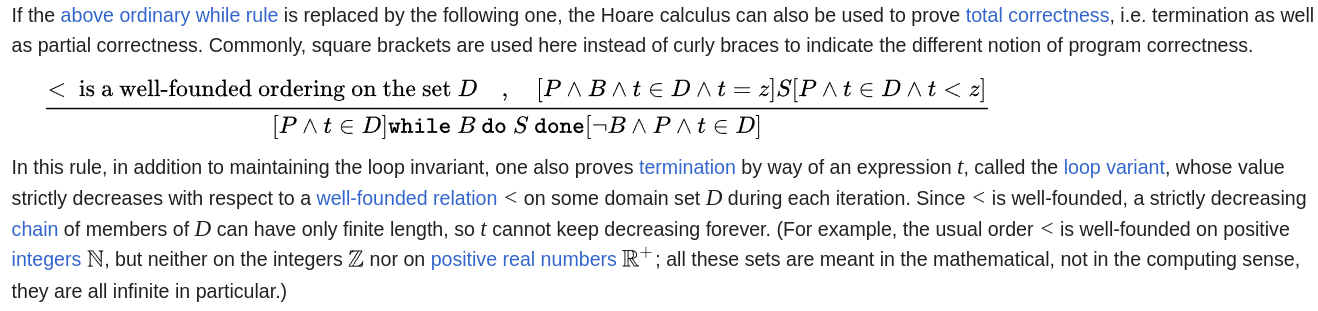 If the above ordinary while rule is replaced by the following one, the Hoare calculus can also be used to prove total correctness, i.e. termination as well
as partial correctness. Commonly, square brackets are used here instead of curly braces to indicate the different notion of program correctness.
< is a well-founded ordering on the set D , [P ∧ B ∧ t ∈ D ∧ t = z]S[P ∧ t ∈ D ∧ t < z]
[P ∧ t ∈ D]while B do S done[¬B ∧ P ∧ t ∈ D]
In this rule, in addition to maintaining the loop invariant, one also proves termination by way of an expression t, called the loop variant, whose value
strictly decreases with respect to a well-founded relation < on some domain set D during each iteration. Since < is well-founded, a strictly decreasing
chain of members of D can have only finite length, so t cannot keep decreasing forever. (For example, the usual order < is well-founded on positive
integers ℕ, but neither on the integers ℤ nor on positive real numbers ℝ⁺; all these sets are meant in the mathematical, not in the computing sense,
they are all infinite in particular.)